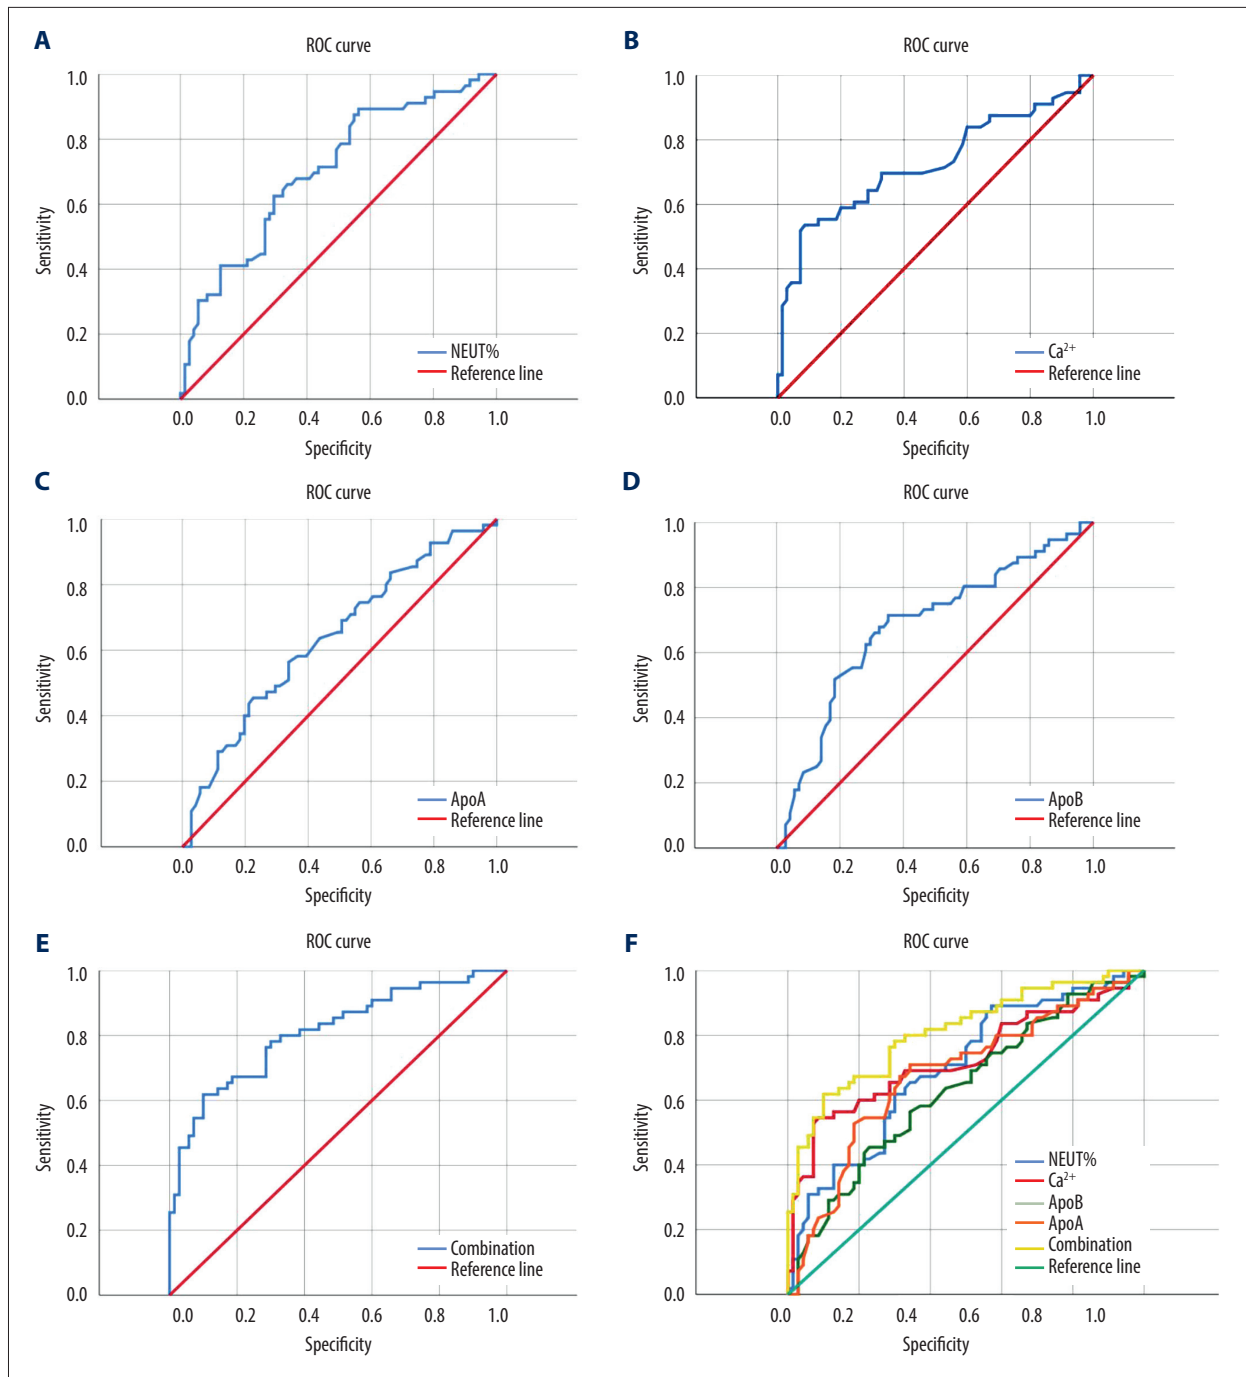 A
ROC curve
1.0
0.8
0.6
0.4
0.2
0.0
Sensitivity
NEUT%
Reference line
0.0 0.2 0.4 0.6 0.8 1.0
Specificity
B
ROC curve
1.0
0.8
0.6
0.4
0.2
0.0
Sensitivity
Ca²⁺
Reference line
0.0 0.2 0.4 0.6 0.8 1.0
Specificity
C
ROC curve
1.0
0.8
0.6
0.4
0.2
0.0
Sensitivity
ApoA
Reference line
0.0 0.2 0.4 0.6 0.8 1.0
Specificity
D
ROC curve
1.0
0.8
0.6
0.4
0.2
0.0
Sensitivity
ApoB
Reference line
0.0 0.2 0.4 0.6 0.8 1.0
Specificity
E
ROC curve
1.0
0.8
0.6
0.4
0.2
0.0
Sensitivity
Combination
Reference line
0.0 0.2 0.4 0.6 0.8 1.0
Specificity
F
ROC curve
1.0
0.8
0.6
0.4
0.2
0.0
Sensitivity
NEUT%
Ca²⁺
ApoB
ApoA
Combination
Reference line
0.0 0.2 0.4 0.6 0.8 1.0
Specificity